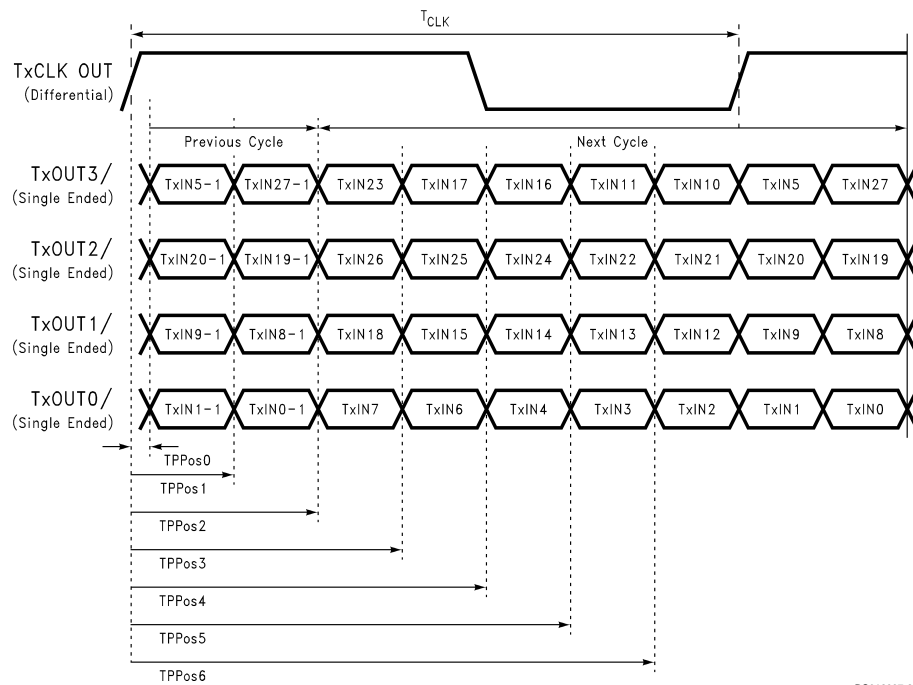 TCLK
TxCLK OUT
(Differential)
Previous Cycle
Next Cycle
TxOUT3/
(Single Ended)
TxIN5-1 TxIN27-1 TxIN23 TxIN17 TxIN16 TxIN11 TxIN10 TxIN5 TxIN27
TxOUT2/
(Single Ended)
TxIN20-1 TxIN19-1 TxIN26 TxIN25 TxIN24 TxIN22 TxIN21 TxIN20 TxIN19
TxOUT1/
(Single Ended)
TxIN9-1 TxIN8-1 TxIN18 TxIN15 TxIN14 TxIN13 TxIN12 TxIN9 TxIN8
TxOUT0/
(Single Ended)
TxIN1-1 TxIN0-1 TxIN7 TxIN6 TxIN4 TxIN3 TxIN2 TxIN1 TxIN0
TPPos0
TPPos1
TPPos2
TPPos3
TPPos4
TPPos5
TPPos6